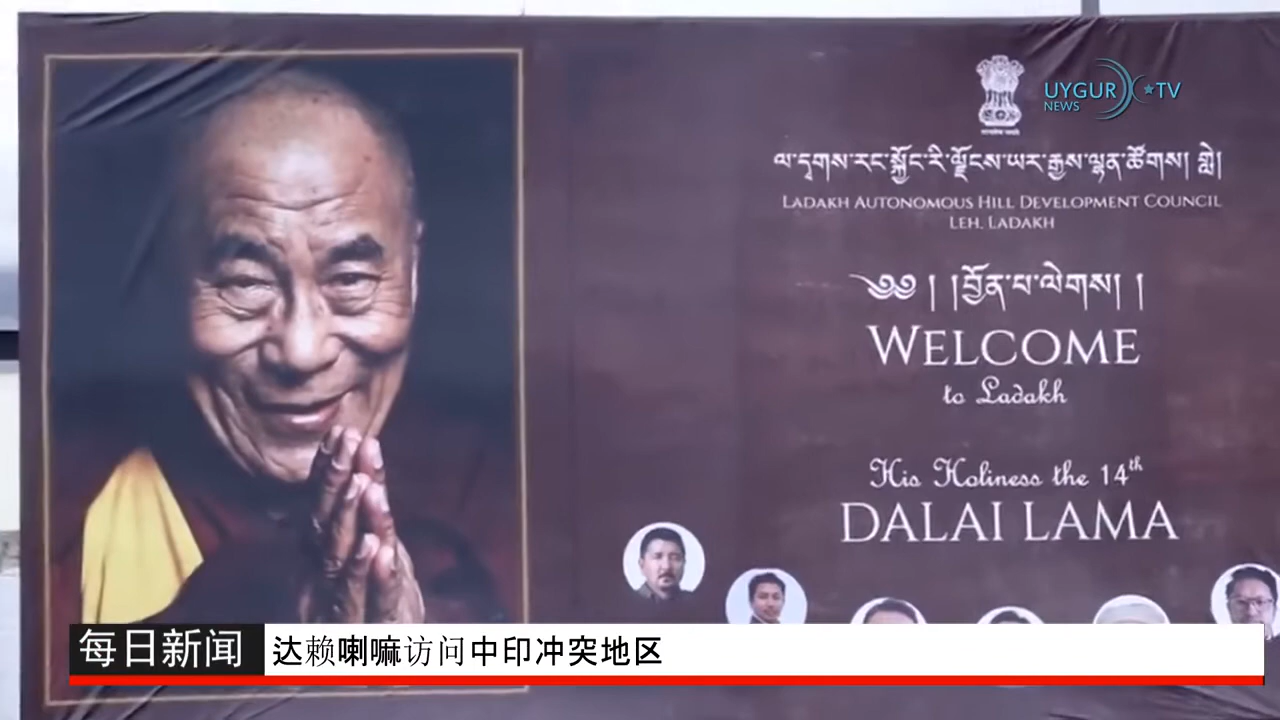 UYGUR TV
NEWS
ལ་དྭགས་རང་སྐྱོང་རི་ལྗོངས་ཡར་རྒྱས་ལྷན་ཚོགས། གླེ།
LADAKH AUTONOMOUS HILL DEVELOPMENT COUNCIL
LEH, LADAKH
༄༅། །བྱོན་པ་ལེགས། །
WELCOME
to Ladakh
His Holiness the 14th
DALAI LAMA
每日新闻 达赖喇嘛访问中印冲突地区